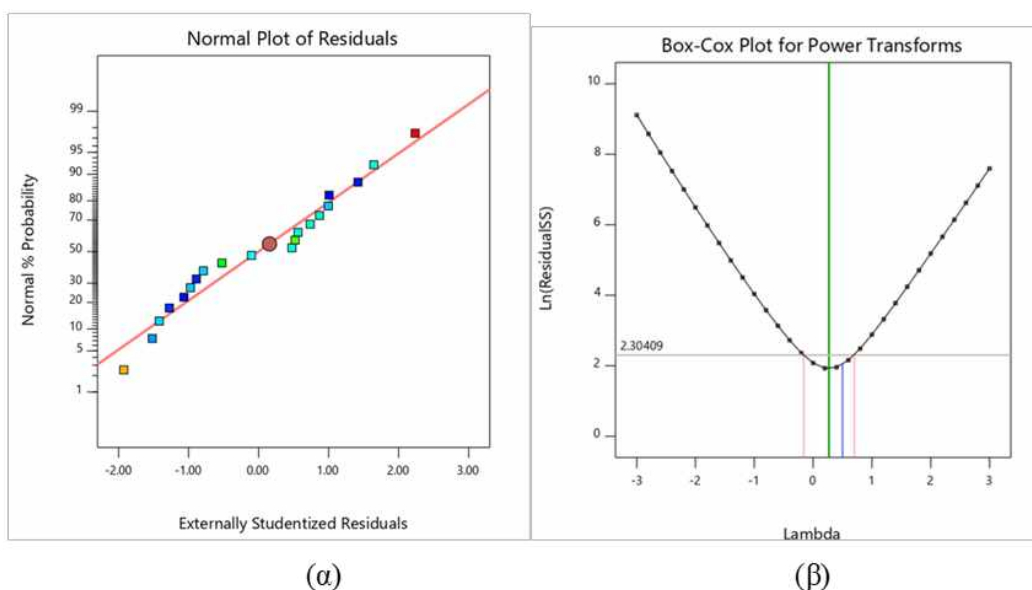 Normal Plot of Residuals
Normal % Probability
99
95
90
80
70
50
30
20
10
5
1
-2.00 -1.00 0.00 1.00 2.00 3.00
Externally Studentized Residuals
(α)
Box-Cox Plot for Power Transforms
Ln(ResidualSS)
10
8
6
4
2.30409
2
0
-3 -2 -1 0 1 2 3
Lambda
(β)